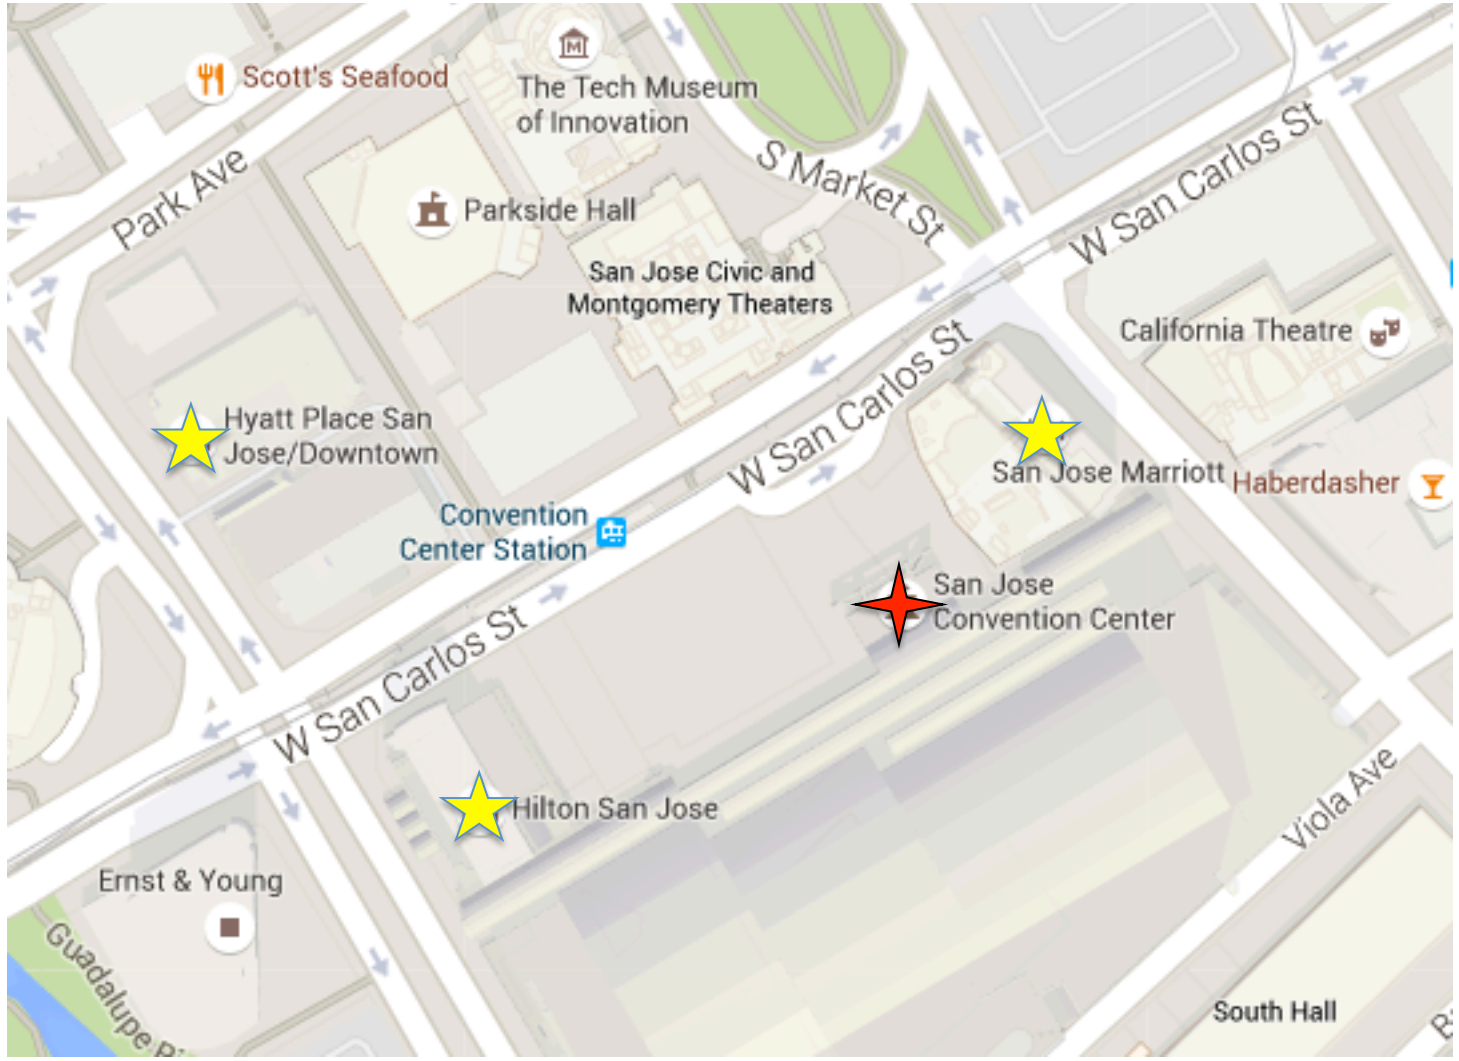 Scott's Seafood
The Tech Museum
of Innovation
Park Ave
S Market St
W San Carlos St
Parkside Hall
San Jose Civic and
Montgomery Theaters
California Theatre
Hyatt Place San
Jose/Downtown
W San Carlos St
San Jose Marriott
Haberdasher
Convention
Center Station
San Jose
Convention Center
W San Carlos St
Hilton San Jose
Viola Ave
Ernst & Young
Guadalupe
South Hall